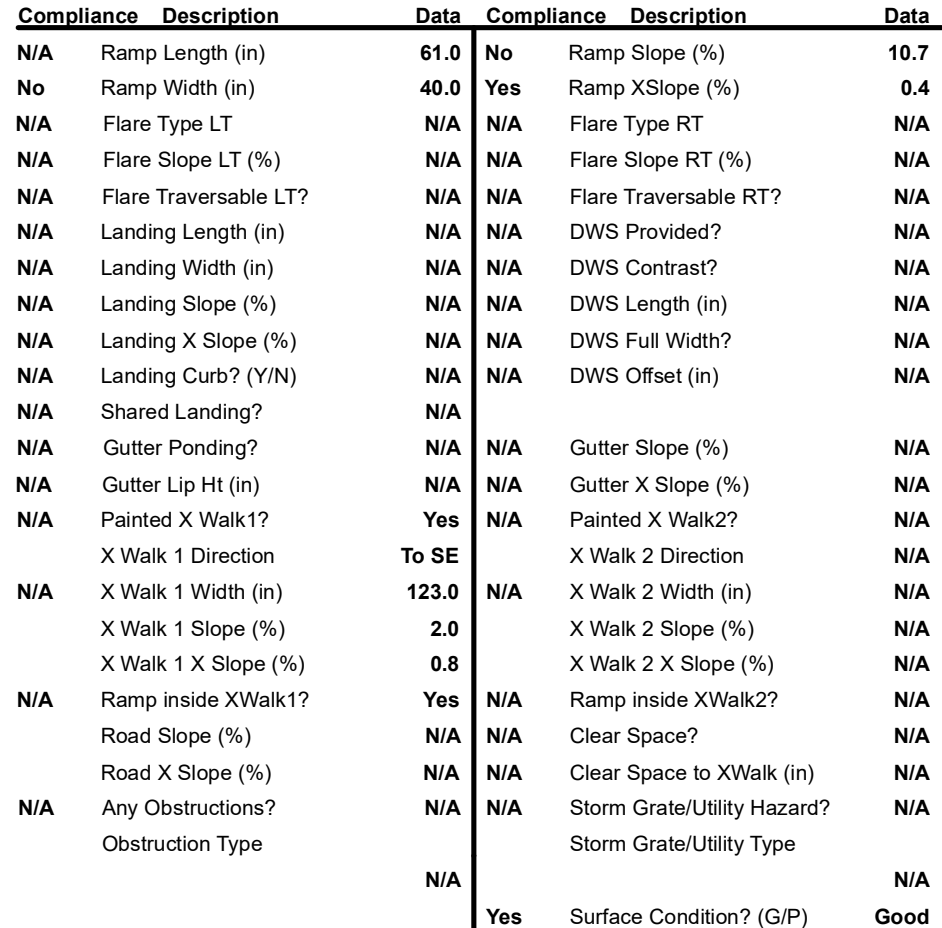 Compliance Description Data Compliance Description Data
N/A Ramp Length (in) 61.0 No Ramp Slope (%) 10.7
No Ramp Width (in) 40.0 Yes Ramp XSlope (%) 0.4
N/A Flare Type LT N/A N/A Flare Type RT N/A
N/A Flare Slope LT (%) N/A N/A Flare Slope RT (%) N/A
N/A Flare Traversable LT? N/A N/A Flare Traversable RT? N/A
N/A Landing Length (in) N/A N/A DWS Provided? N/A
N/A Landing Width (in) N/A N/A DWS Contrast? N/A
N/A Landing Slope (%) N/A N/A DWS Length (in) N/A
N/A Landing X Slope (%) N/A N/A DWS Full Width? N/A
N/A Landing Curb? (Y/N) N/A N/A DWS Offset (in) N/A
N/A Shared Landing? N/A
N/A Gutter Ponding? N/A N/A Gutter Slope (%) N/A
N/A Gutter Lip Ht (in) N/A N/A Gutter X Slope (%) N/A
N/A Painted X Walk1? Yes N/A Painted X Walk2? N/A
X Walk 1 Direction To SE X Walk 2 Direction N/A
N/A X Walk 1 Width (in) 123.0 N/A X Walk 2 Width (in) N/A
X Walk 1 Slope (%) 2.0 X Walk 2 Slope (%) N/A
X Walk 1 X Slope (%) 0.8 X Walk 2 X Slope (%) N/A
N/A Ramp inside XWalk1? Yes N/A Ramp inside XWalk2? N/A
Road Slope (%) N/A N/A Clear Space? N/A
Road X Slope (%) N/A N/A Clear Space to XWalk (in) N/A
N/A Any Obstructions? N/A N/A Storm Grate/Utility Hazard? N/A
Obstruction Type Storm Grate/Utility Type
N/A N/A
Yes Surface Condition? (G/P) Good